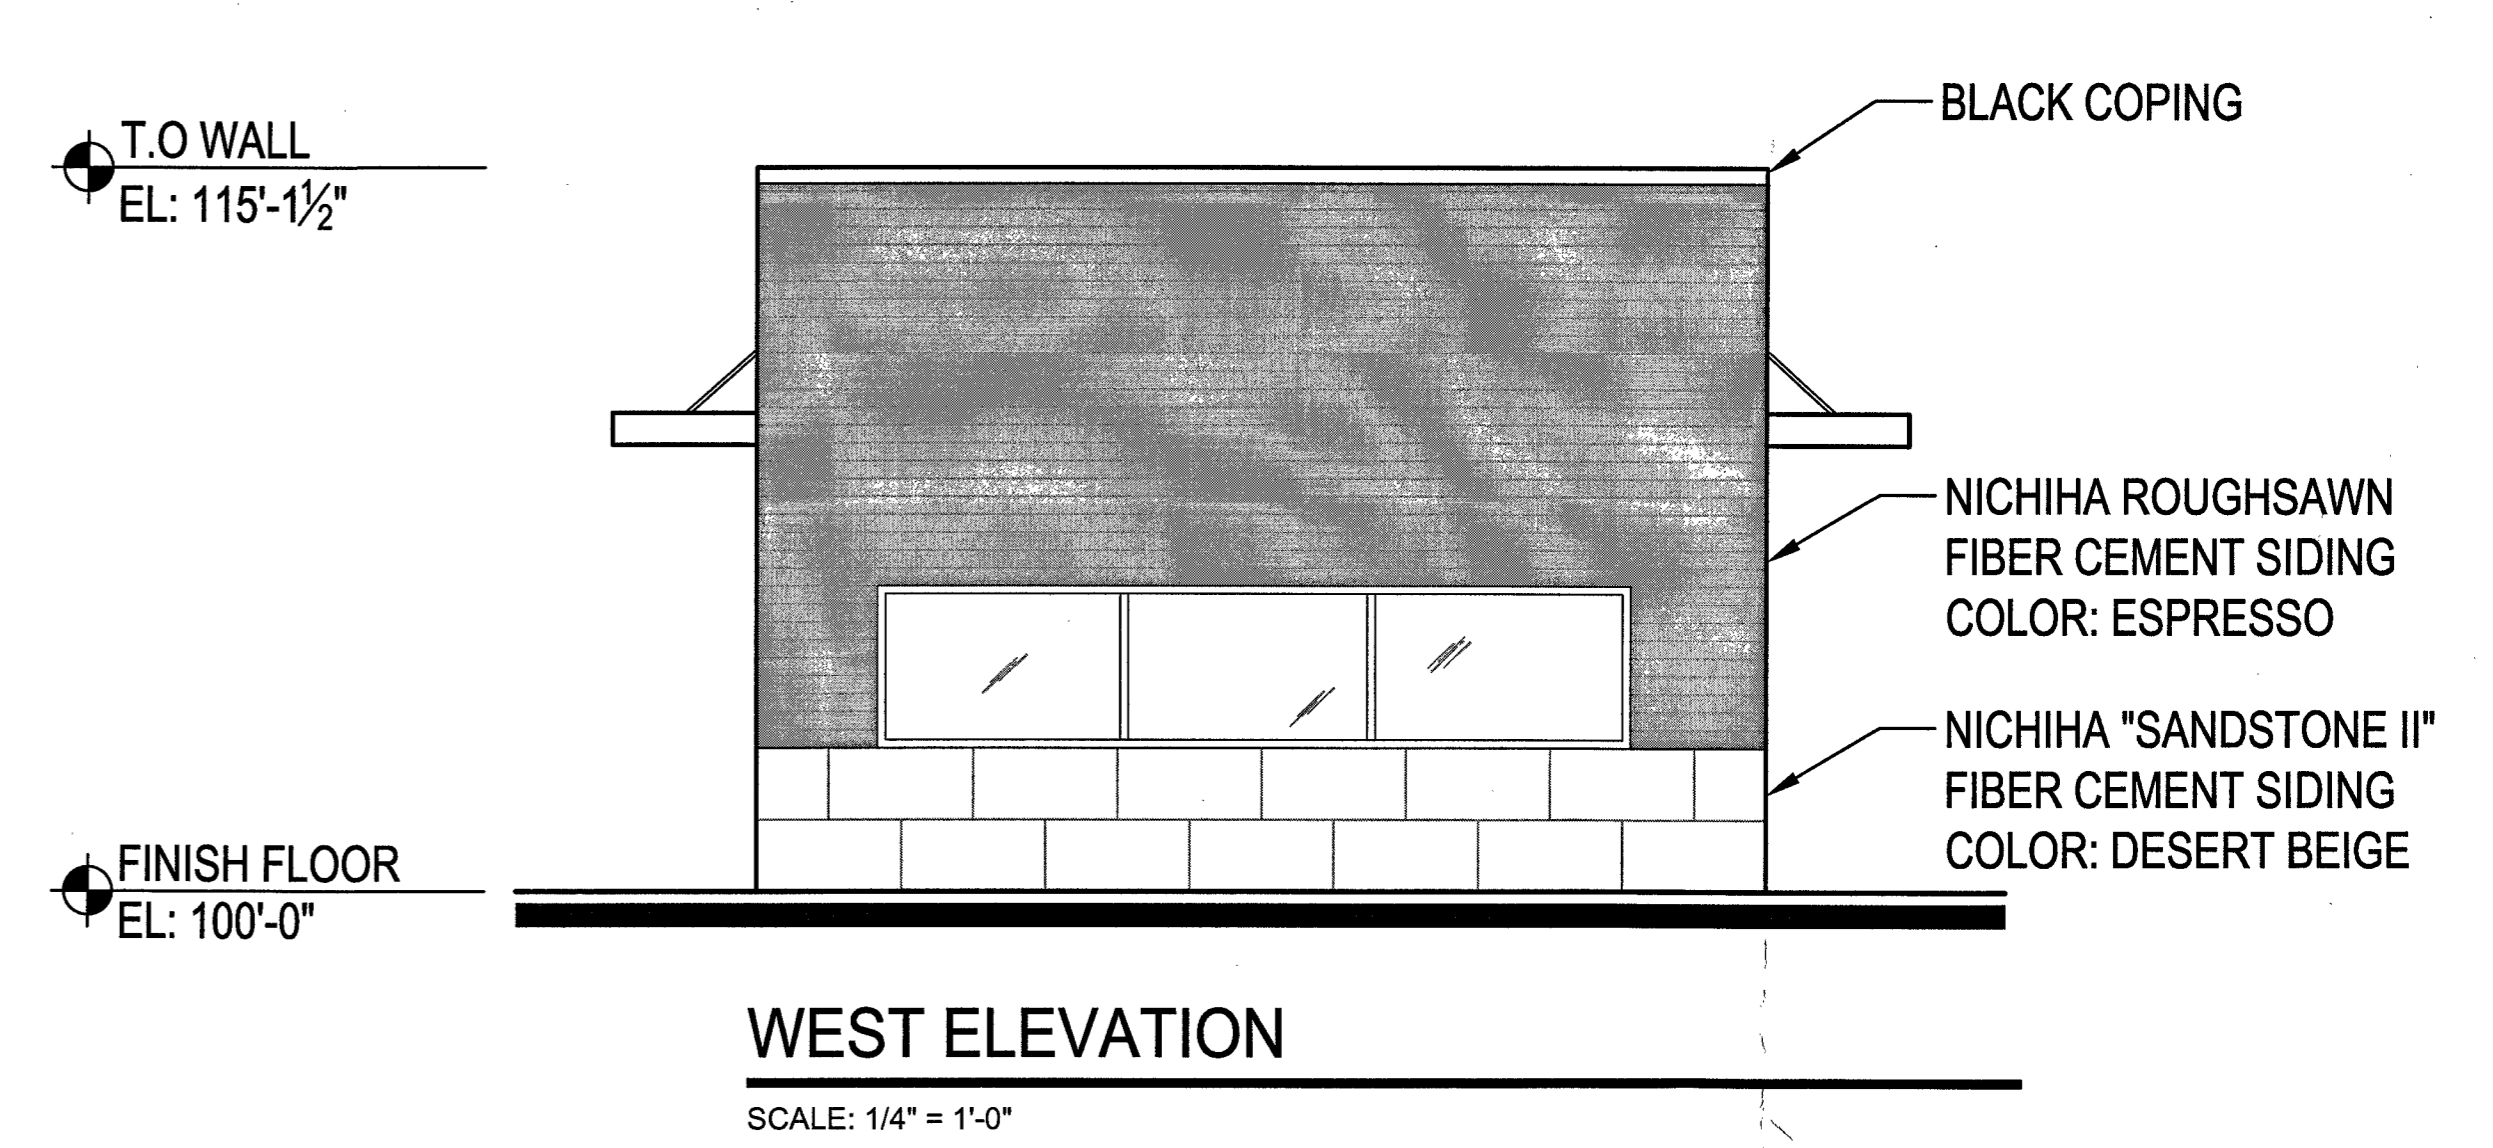 BLACK COPING
T.O WALL
EL: 115'-1½"
NICHIHA ROUGHSAWN
FIBER CEMENT SIDING
COLOR: ESPRESSO
NICHIHA "SANDSTONE II"
FIBER CEMENT SIDING
COLOR: DESERT BEIGE
FINISH FLOOR
EL: 100'-0"
WEST ELEVATION
SCALE: 1/4" = 1'-0"